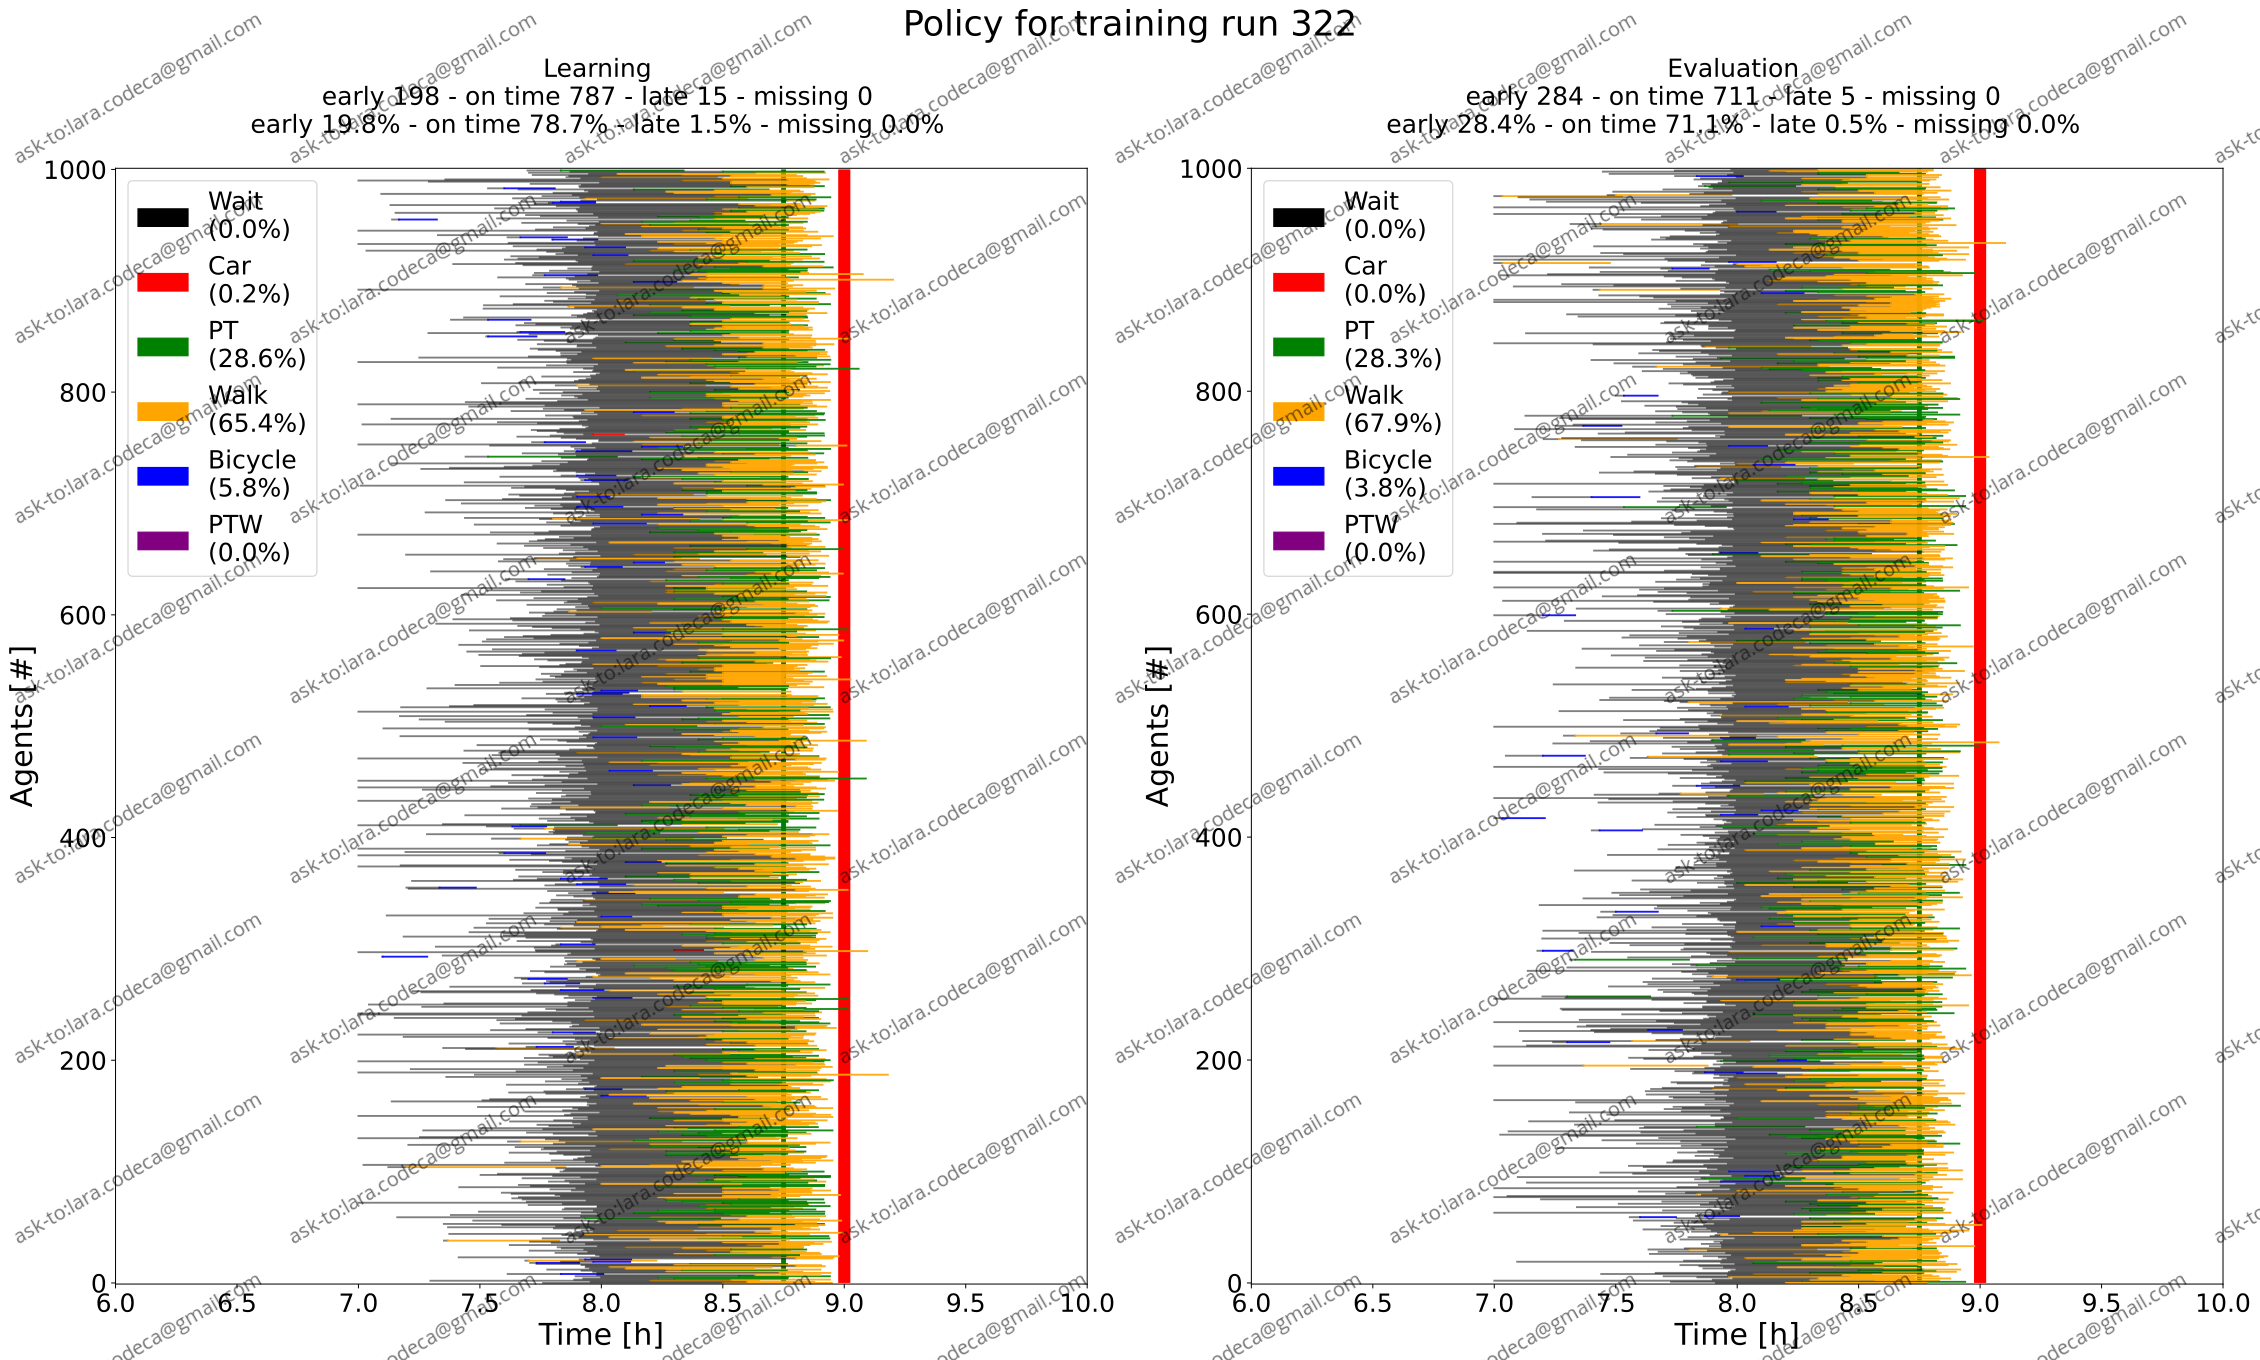 Policy for training run 322
Learning
early 198 - on time 787 - late 15 - missing 0
early 19.8% - on time 78.7% - late 1.5% - missing 0.0%
Agents [#]
1000
800
600
400
200
0
Wait
(0.0%)
Car
(0.2%)
PT
(28.6%)
Walk
(65.4%)
Bicycle
(5.8%)
PTW
(0.0%)
6.0 6.5 7.0 7.5 8.0 8.5 9.0 9.5 10.0
Time [h]
Evaluation
early 284 - on time 711 - late 5 - missing 0
early 28.4% - on time 71.1% - late 0.5% - missing 0.0%
Agents [#]
1000
800
600
400
200
0
Wait
(0.0%)
Car
(0.0%)
PT
(28.3%)
Walk
(67.9%)
Bicycle
(3.8%)
PTW
(0.0%)
6.0 6.5 7.0 7.5 8.0 8.5 9.0 9.5 10.0
Time [h]
ask-to:lara.codeca@gmail.com